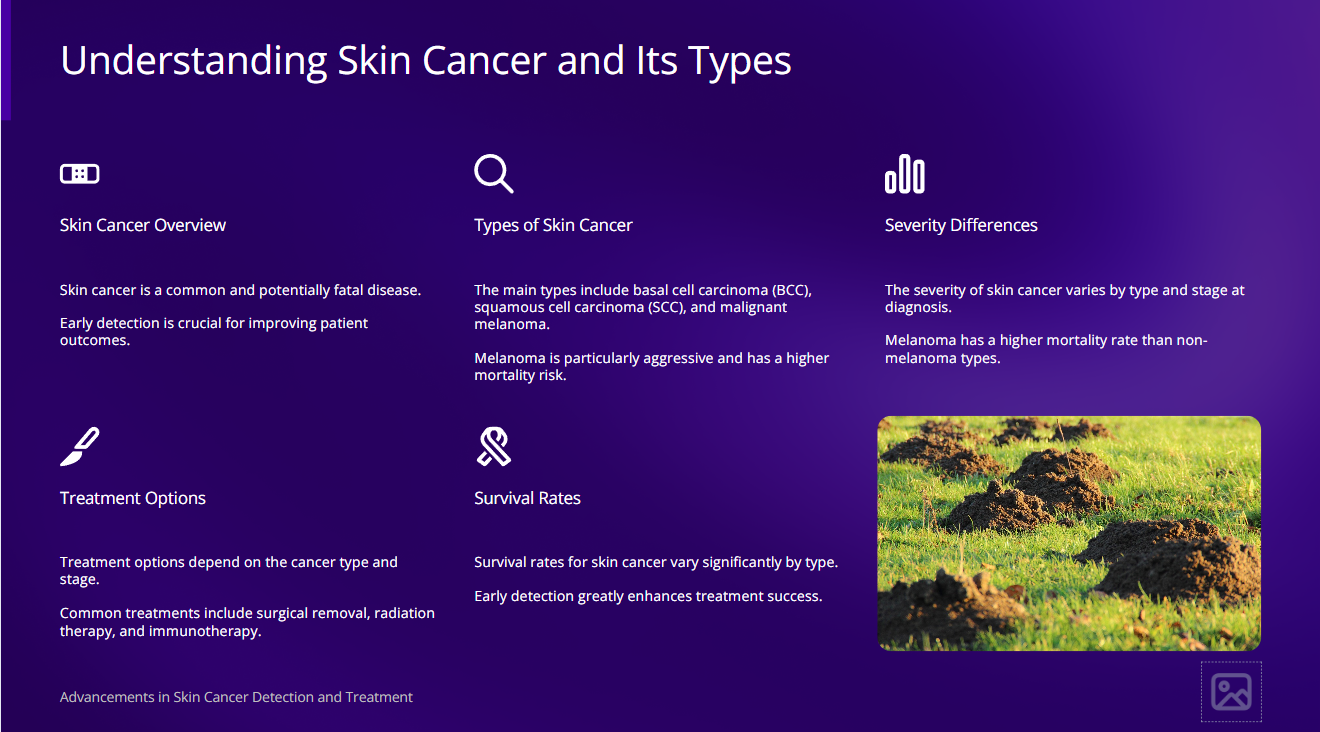 Understanding Skin Cancer and Its Types
Skin Cancer Overview
Skin cancer is a common and potentially fatal disease.
Early detection is crucial for improving patient
outcomes.
Types of Skin Cancer
The main types include basal cell carcinoma (BCC),
squamous cell carcinoma (SCC), and malignant
melanoma.
Melanoma is particularly aggressive and has a higher
mortality risk.
Severity Differences
The severity of skin cancer varies by type and stage at
diagnosis.
Melanoma has a higher mortality rate than non-
melanoma types.
Treatment Options
Treatment options depend on the cancer type and
stage.
Common treatments include surgical removal, radiation
therapy, and immunotherapy.
Survival Rates
Survival rates for skin cancer vary significantly by type.
Early detection greatly enhances treatment success.
Advancements in Skin Cancer Detection and Treatment